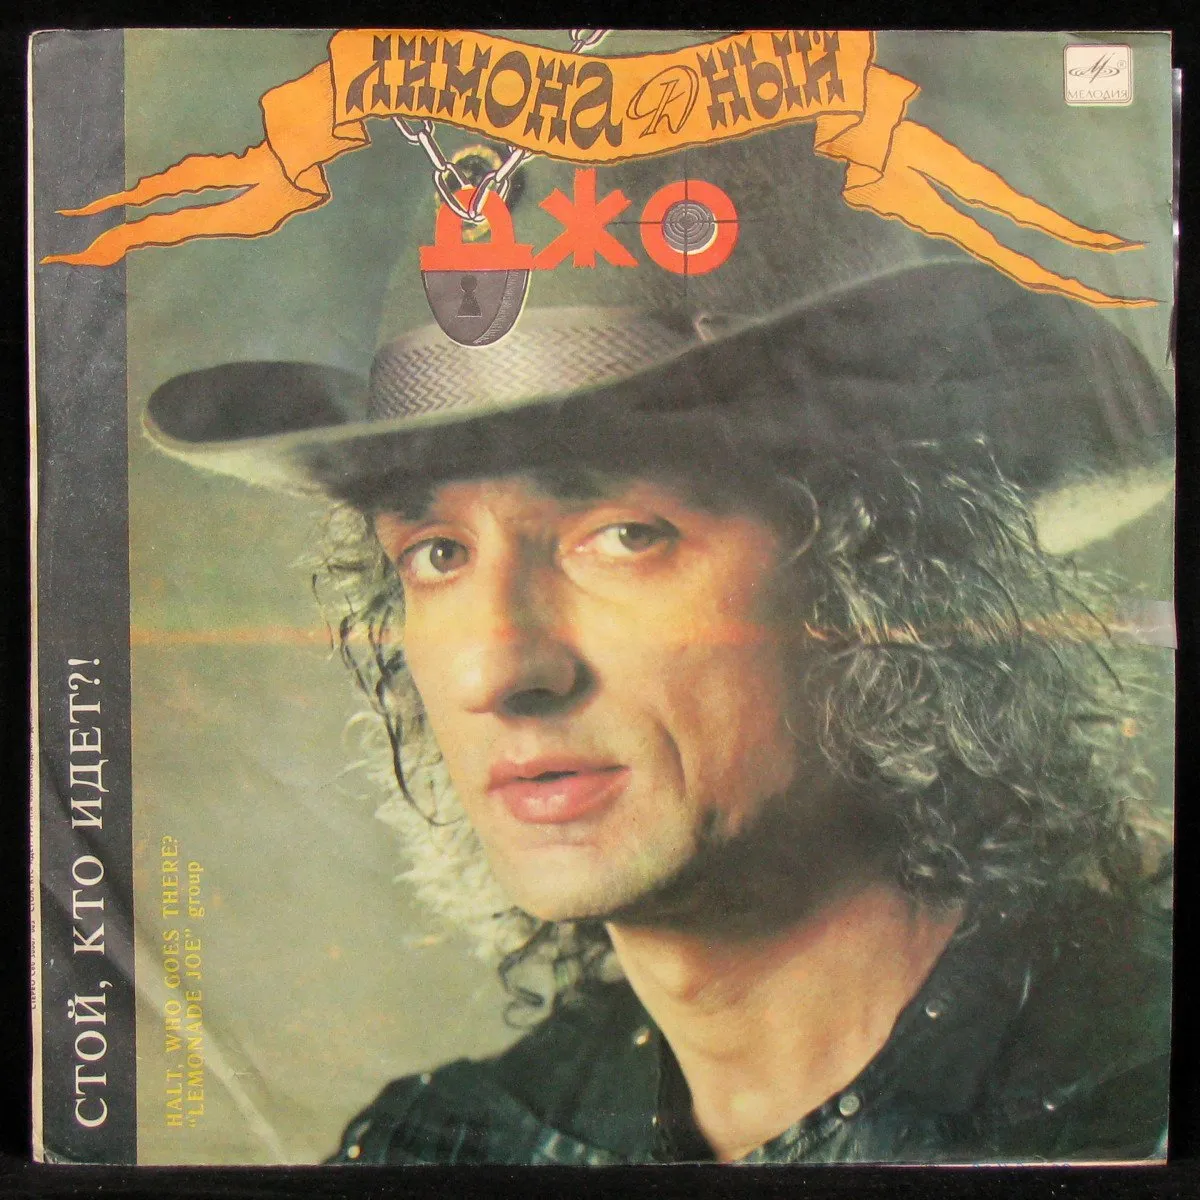 ЛИМОНАДНЫЙ
ДЖО
МЕЛОДИЯ
СТОЙ, КТО ИДЕТ?!
HALT, WHO GOES THERE?
"LEMONADE JOE" group